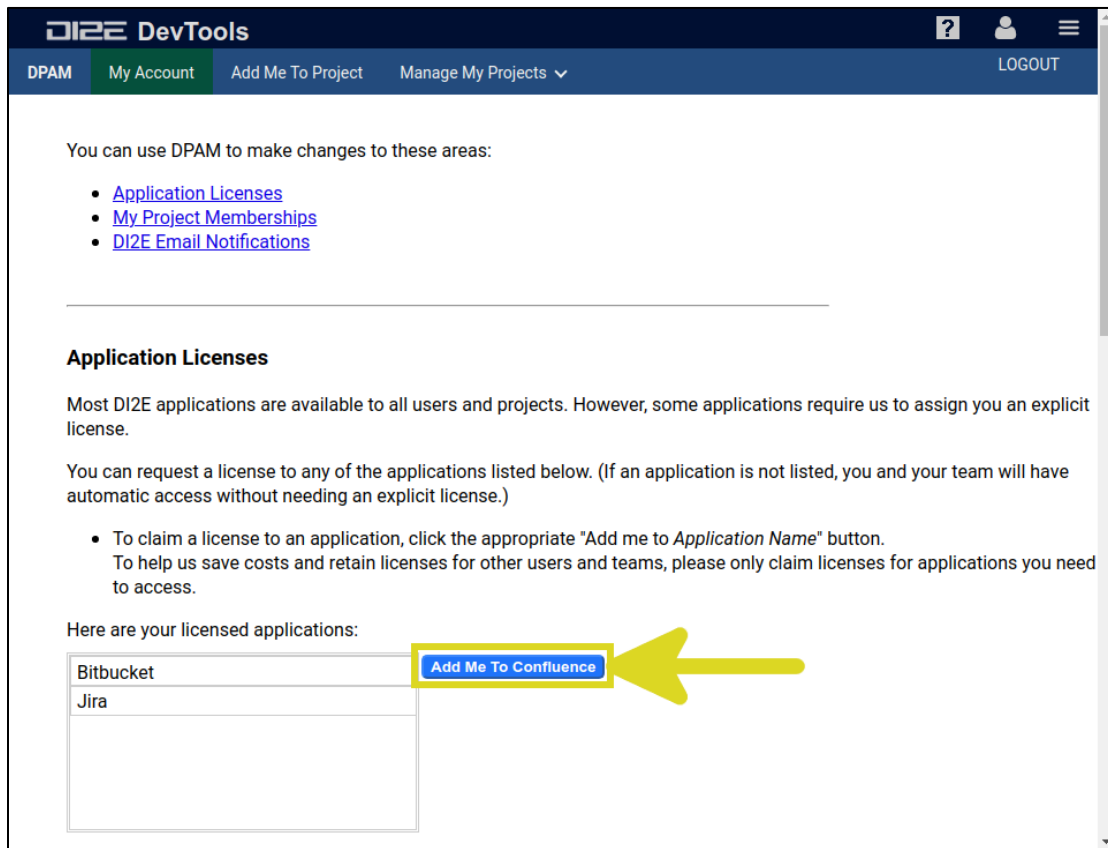 DI2E DevTools
?
DPAM My Account Add Me To Project Manage My Projects LOGOUT
You can use DPAM to make changes to these areas:
• Application Licenses
• My Project Memberships
• DI2E Email Notifications
Application Licenses
Most DI2E applications are available to all users and projects. However, some applications require us to assign you an explicit
license.
You can request a license to any of the applications listed below. (If an application is not listed, you and your team will have
automatic access without needing an explicit license.)
• To claim a license to an application, click the appropriate "Add me to Application Name" button.
To help us save costs and retain licenses for other users and teams, please only claim licenses for applications you need
to access.
Here are your licensed applications:
Bitbucket Add Me To Confluence
Jira